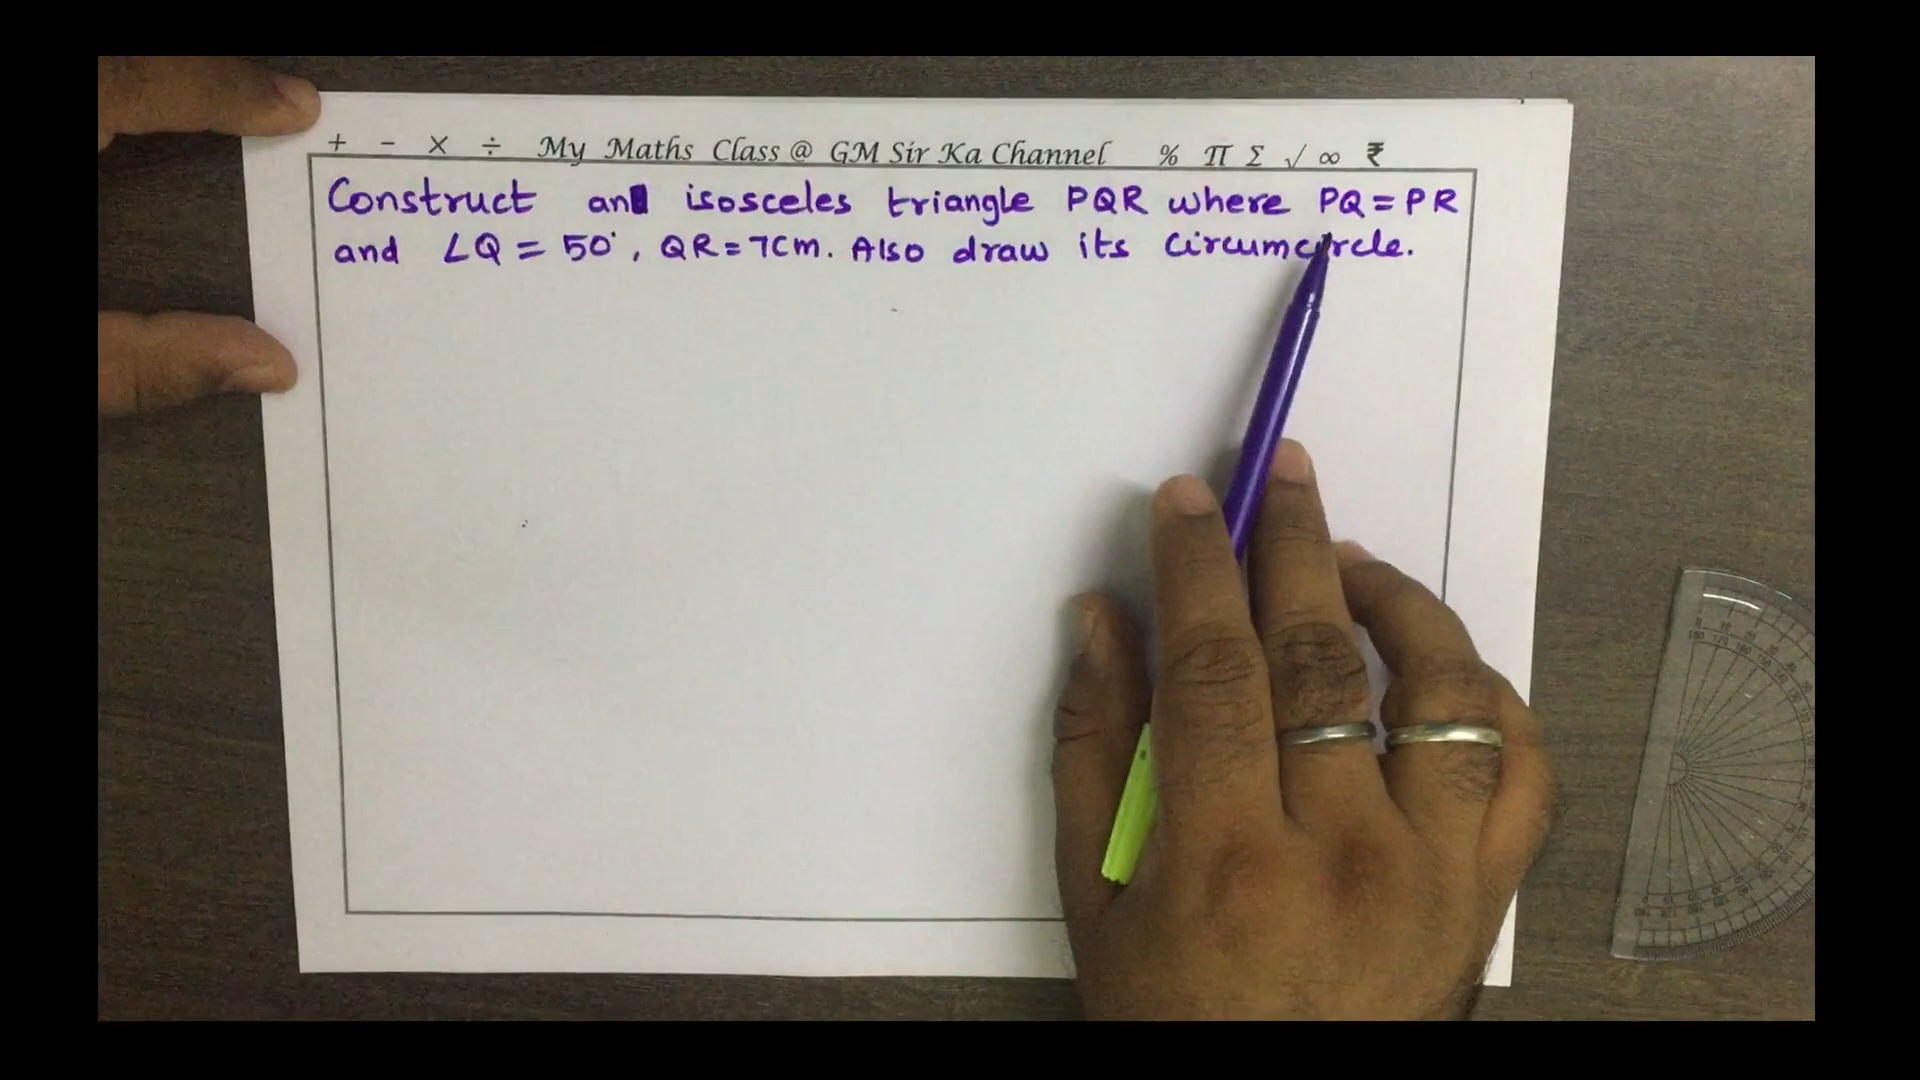 + - × ÷ My Maths Class @ GM Sir Ka Channel % Π Σ √ ∞ ₹
Construct an isosceles triangle PQR where PQ = PR
and ∠Q = 50°, QR = 7cm. Also draw its circumcircle.